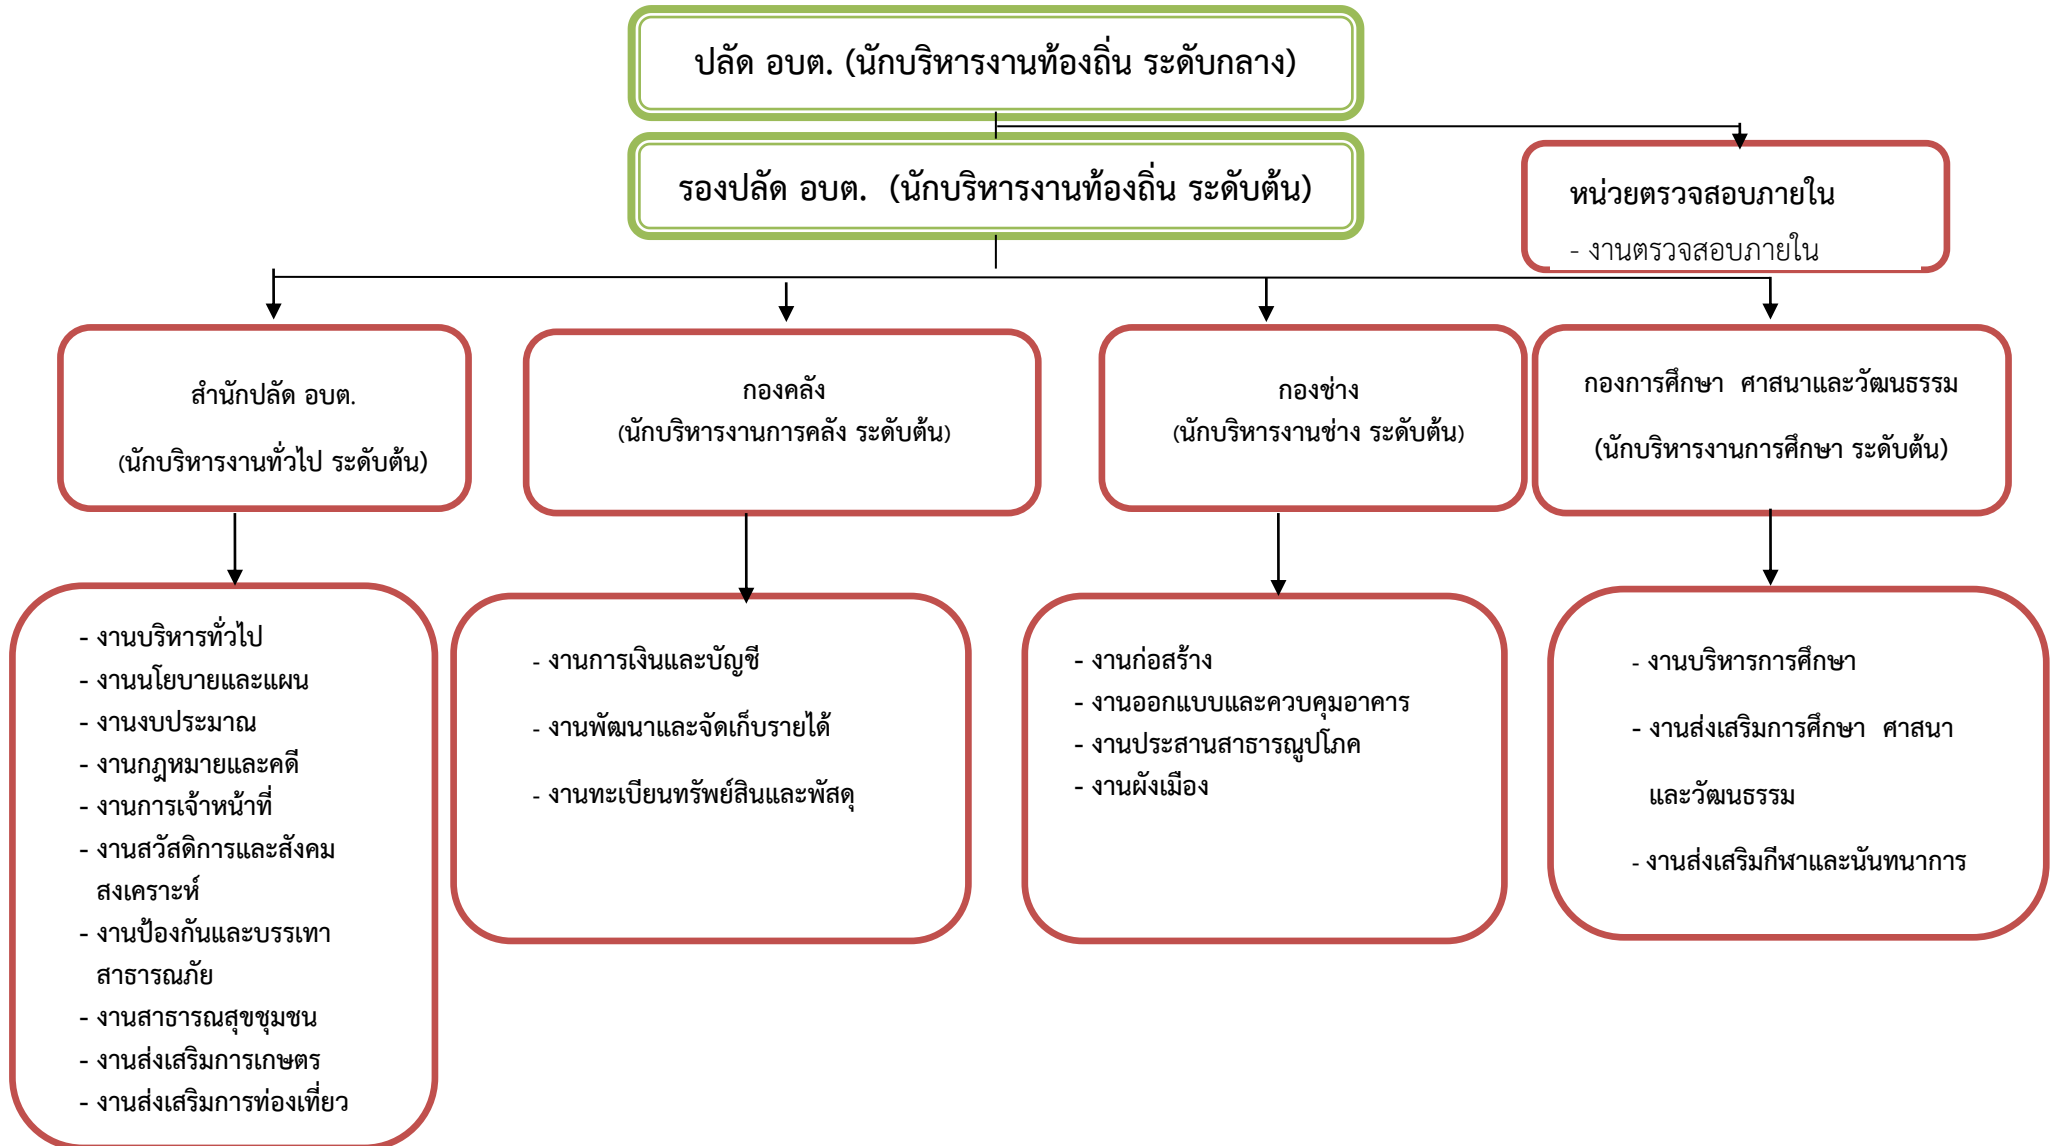 ปลัด อบต. (นักบริหารงานท้องถิ่น ระดับกลาง)
รองปลัด อบต.  (นักบริหารงานท้องถิ่น ระดับต้น)
หน่วยตรวจสอบภายใน
- งานตรวจสอบภายใน
สำนักปลัด อบต.
(นักบริหารงานทั่วไป ระดับต้น)
กองคลัง
(นักบริหารงานการคลัง ระดับต้น)
กองช่าง
(นักบริหารงานช่าง ระดับต้น)
กองการศึกษา  ศาสนาและวัฒนธรรม
(นักบริหารงานการศึกษา ระดับต้น)
- งานบริหารทั่วไป
- งานนโยบายและแผน
- งานงบประมาณ
- งานกฎหมายและคดี
- งานการเจ้าหน้าที่
- งานสวัสดิการและสังคม
สงเคราะห์
- งานป้องกันและบรรเทา
สาธารณภัย
- งานสาธารณสุขชุมชน
- งานส่งเสริมการเกษตร
- งานส่งเสริมการท่องเที่ยว
- งานการเงินและบัญชี
- งานพัฒนาและจัดเก็บรายได้
- งานทะเบียนทรัพย์สินและพัสดุ
- งานก่อสร้าง
- งานออกแบบและควบคุมอาคาร
- งานประสานสาธารณูปโภค
- งานผังเมือง
- งานบริหารการศึกษา
- งานส่งเสริมการศึกษา  ศาสนา
และวัฒนธรรม
- งานส่งเสริมกีฬาและนันทนาการ